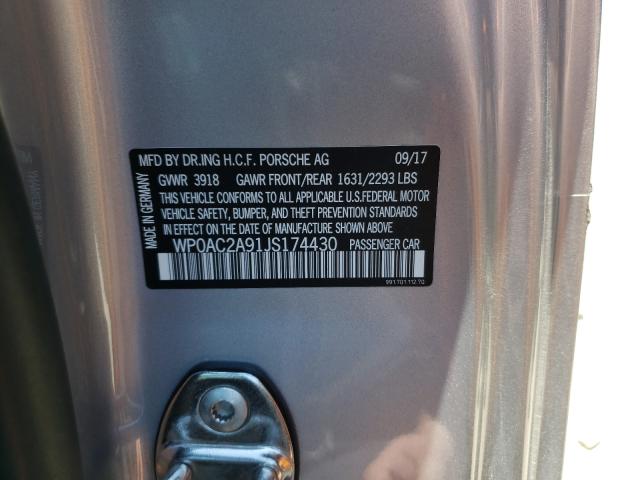 MFD BY DR.ING H.C.F. PORSCHE AG 09/17
GVWR 3918 GAWR FRONT/REAR 1631/2293 LBS
THIS VEHICLE CONFORMS TO ALL APPLICABLE U.S.FEDERAL MOTOR
VEHICLE SAFETY, BUMPER, AND THEFT PREVENTION STANDARDS
IN EFFECT ON THE DATE OF MANUFACTURE SHOWN ABOVE
WP0AC2A91JS174430 PASSENGER CAR
MADE IN GERMANY
991.701.112.70